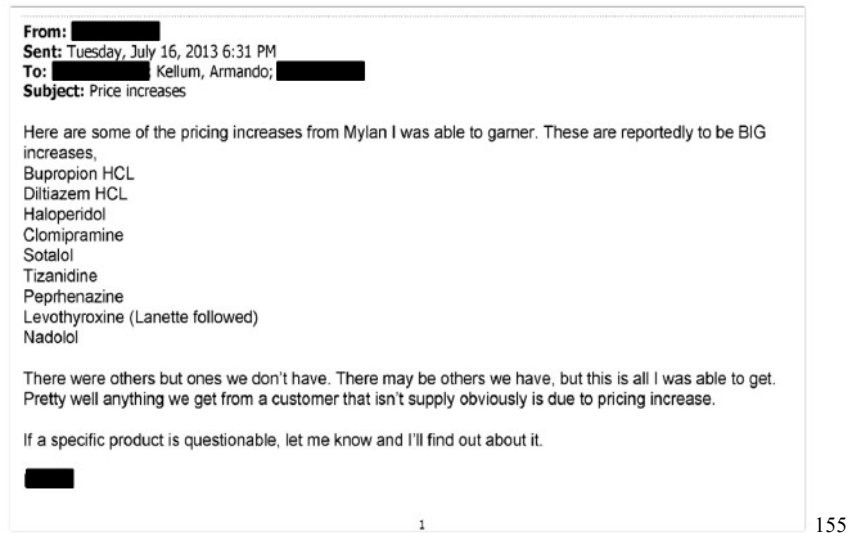 From:
Sent: Tuesday, July 16, 2013 6:31 PM
To: ; Kellum, Armando;
Subject: Price increases
Here are some of the pricing increases from Mylan I was able to garner. These are reportedly to be BIG
increases,
Bupropion HCL
Diltiazem HCL
Haloperidol
Clomipramine
Sotalol
Tizanidine
Peprhenazine
Levothyroxine (Lanette followed)
Nadolol
There were others but ones we don't have. There may be others we have, but this is all I was able to get.
Pretty well anything we get from a customer that isn't supply obviously is due to pricing increase.
If a specific product is questionable, let me know and I'll find out about it.
1
155